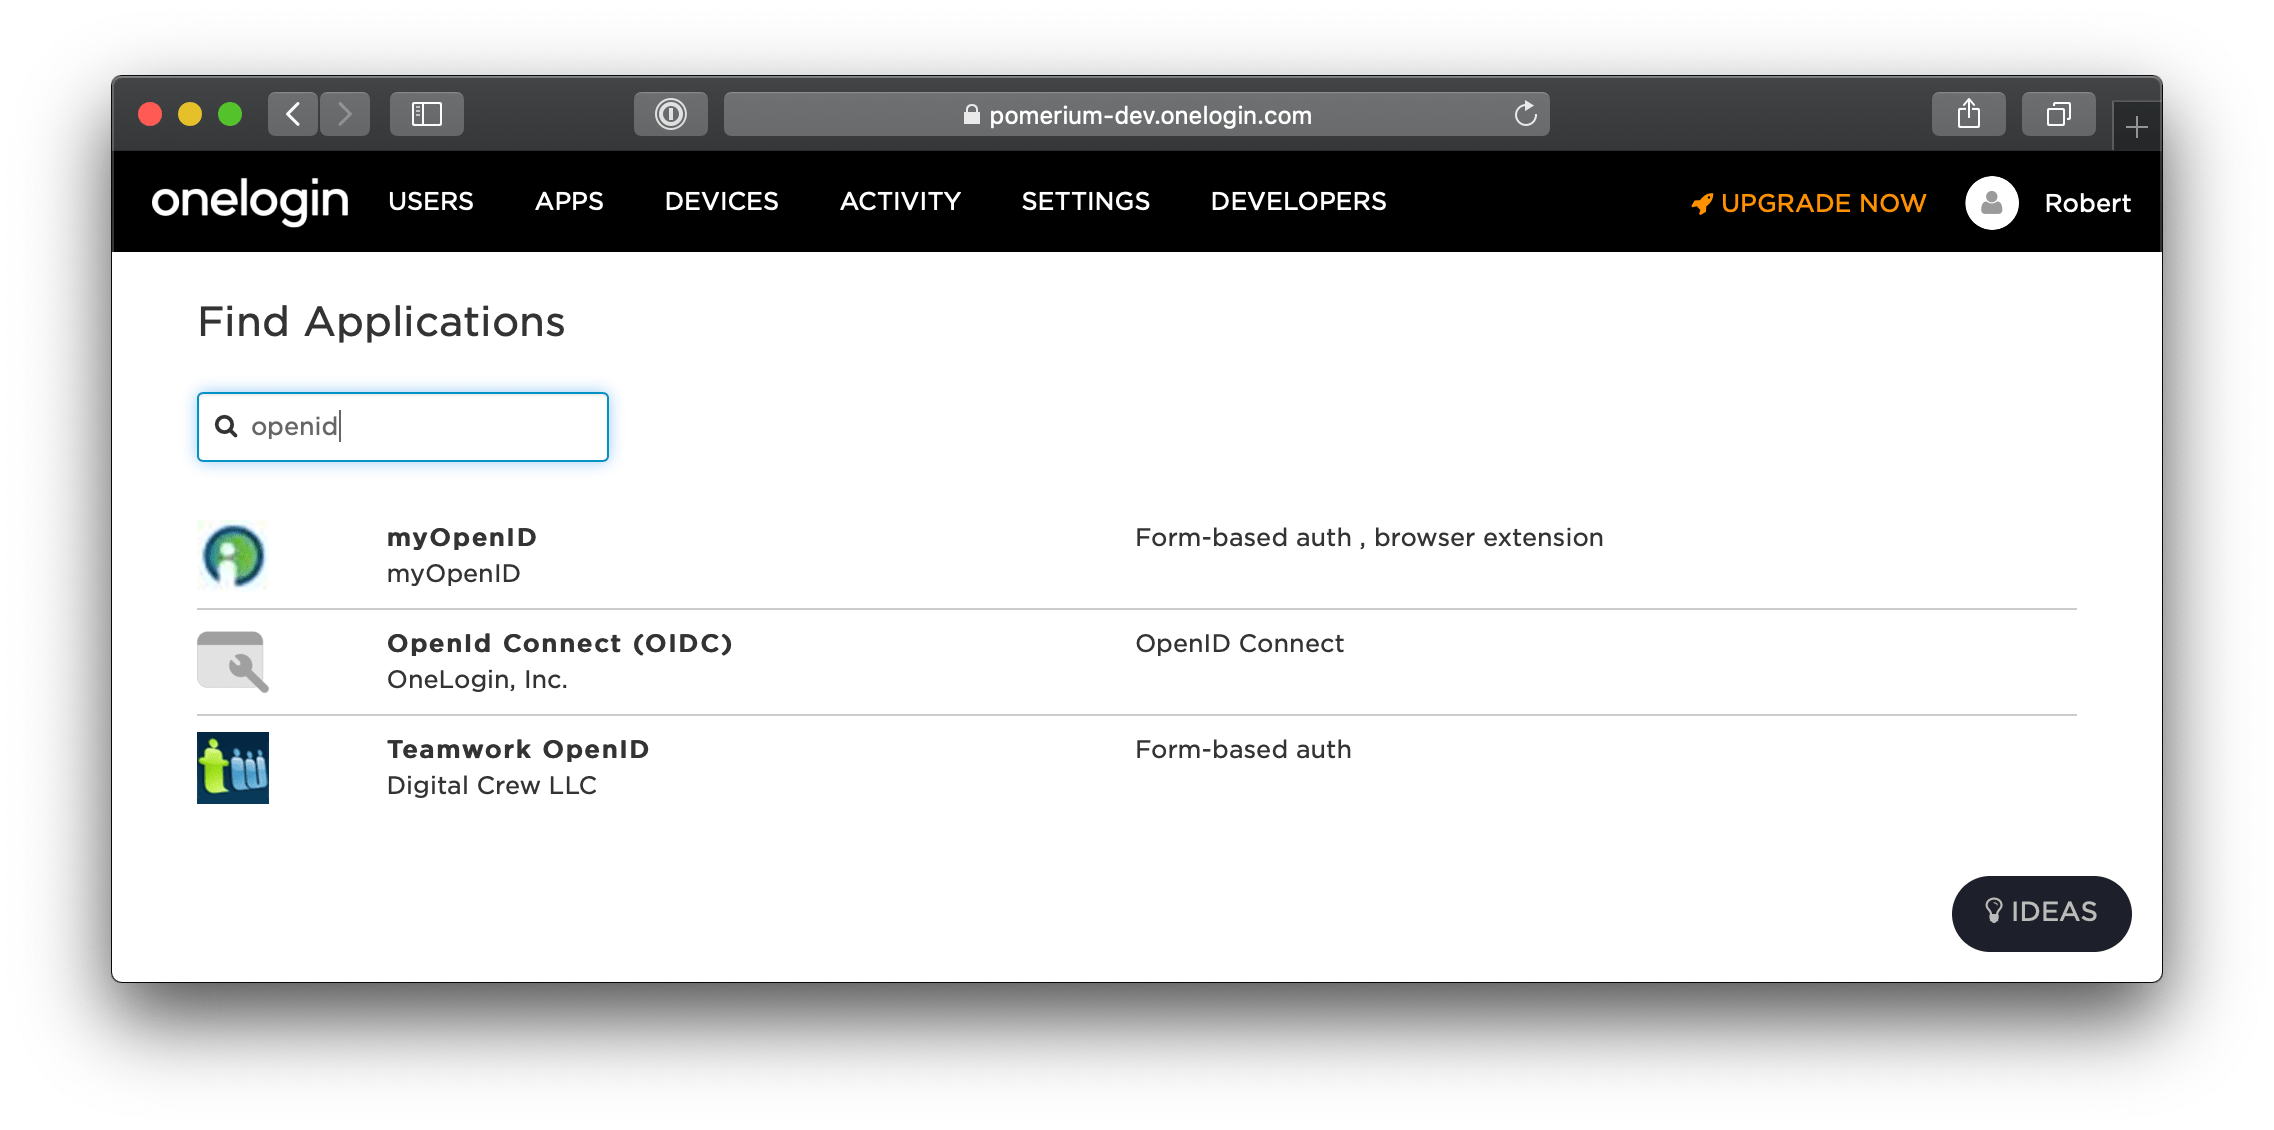 pomerium-dev.onelogin.com
onelogin USERS APPS DEVICES ACTIVITY SETTINGS DEVELOPERS UPGRADE NOW Robert
Find Applications
openid
myOpenID Form-based auth , browser extension
myOpenID
OpenId Connect (OIDC) OpenID Connect
OneLogin, Inc.
Teamwork OpenID Form-based auth
Digital Crew LLC
IDEAS